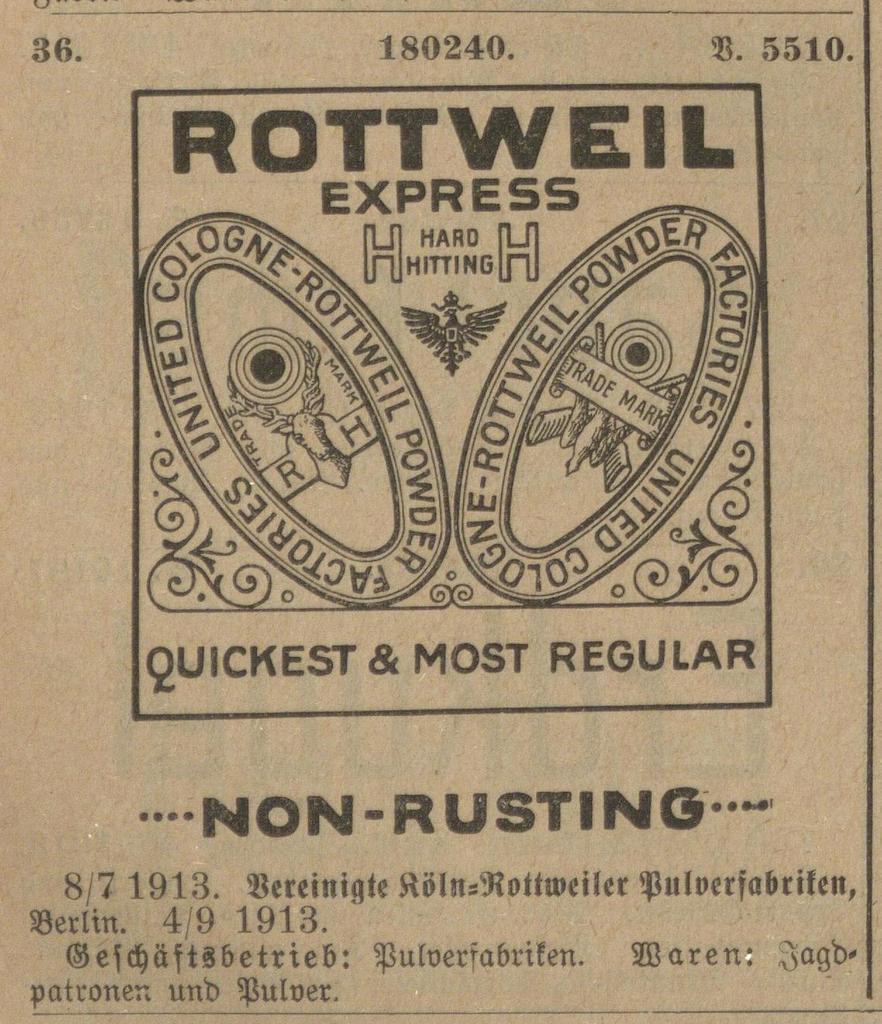 36. 180240. V. 5510.
ROTTWEIL
EXPRESS
H HARD HITTING H
UNITED COLOGNE-ROTTWEIL POWDER FACTORIES
TRADE MARK
R H
UNITED COLOGNE-ROTTWEIL POWDER FACTORIES
TRADE MARK
QUICKEST & MOST REGULAR
NON-RUSTING
8/7 1913. Vereinigte Köln-Rottweiler Pulverfabriken,
Berlin. 4/9 1913.
Geschäftsbetrieb: Pulverfabriken. Waren: Jagd-
patronen und Pulver.